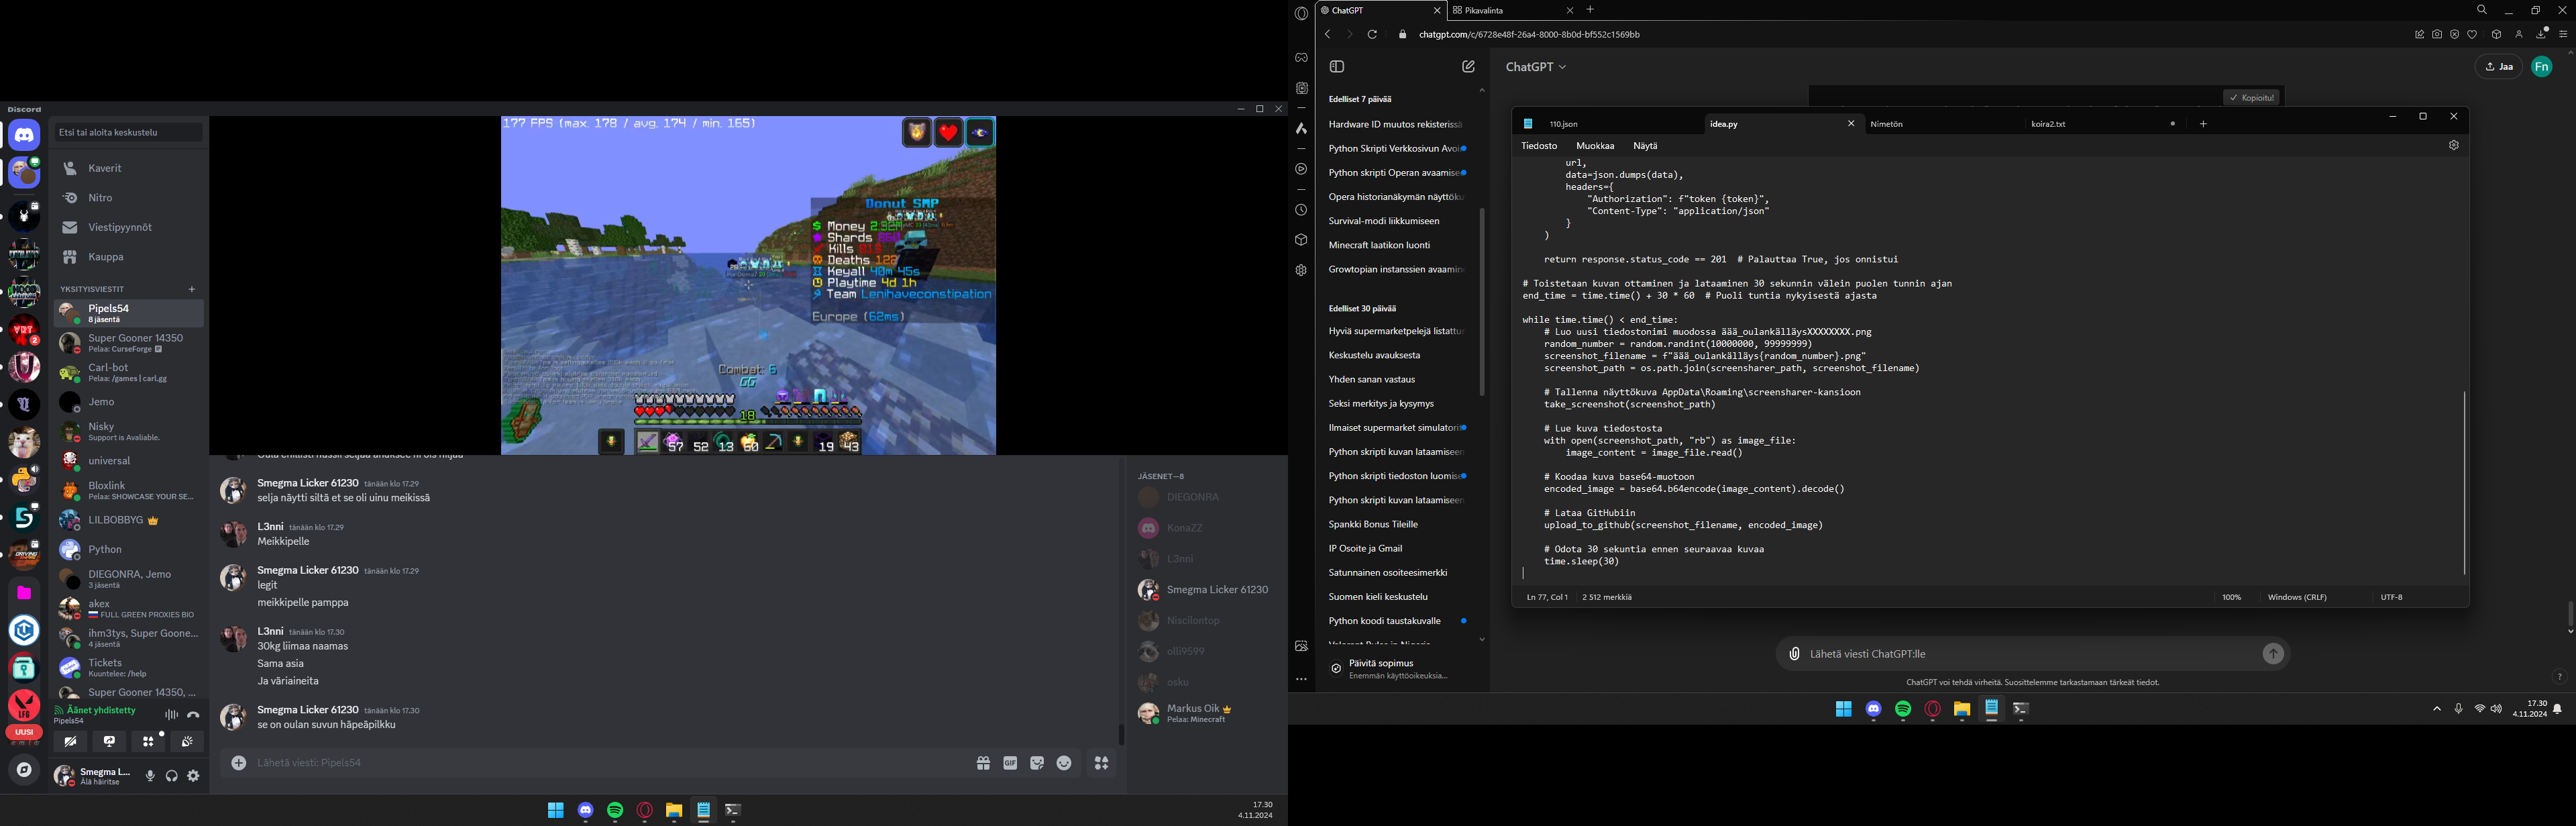 Discord
Etsi tai aloita keskustelu
Kaverit
Nitro
Viestipyynnöt
Kauppa
YKSITYISVIESTIT
Pipels54
8 jäsentä
Super Gooner 14350
Pelaa: CurseForge
Carl-bot
Pelaa: /games | carl.gg
Jemo
Nisky
Support is Avaliable.
universal
Bloxlink
Pelaa: SHOWCASE YOUR SE...
LILBOBBYG
Python
DIEGONRA, Jemo
3 jäsentä
akex
FULL GREEN PROXIES BIO
ihm3tys, Super Goone...
4 jäsentä
Tickets
Kuuntelee: /help
Super Gooner 14350, ...
Äänet yhdistetty
Pipels54
UUSI
Smegma L...
Älä häiritse
177 FPS (max. 178 / avg. 174 / min. 165)
Donut SMP
$ Money 2.92M
Shards
Kills 813
Deaths 122
Keyall 40m 45s
Playtime 4d 1h
Team Lenihaveconstipation
Europe (62ms)
Combat: 6
GG
18
57 52 13 60 19 43
Smegma Licker 61230 tänään klo 17.29
selja näytti siltä et se oli uinu meikissä
L3nni tänään klo 17.29
Meikkipelle
Smegma Licker 61230 tänään klo 17.29
legit
meikkipelle pamppa
L3nni tänään klo 17.30
30kg liimaa naamas
Sama asia
Ja väriaineita
Smegma Licker 61230 tänään klo 17.30
se on oulan suvun häpeäpilkku
Lähetä viesti: Pipels54
GIF
JÄSENET—8
DIEGONRA
KonaZZ
L3nni
Smegma Licker 61230
Niscilontop
olli9599
osku
Markus Oik
Pelaa: Minecraft
17.30
4.11.2024
ChatGPT
Pikavalinta
chatgpt.com/c/6728e48f-26a4-8000-8b0d-bf552c1569bb
ChatGPT
Jaa
Fn
Kopioitu!
Edelliset 7 päivää
Hardware ID muutos rekisterissä
Python Skripti Verkkosivun Avoi
Python skripti Operan avaamise
Opera historianäkymän näyttöku
Survival-modi liikkumiseen
Minecraft laatikon luonti
Growtopian instanssien avaamin
Edelliset 30 päivää
Hyviä supermarketpelejä listattu
Keskustelu avauksesta
Yhden sanan vastaus
Seksi merkitys ja kysymys
Ilmaiset supermarket simulatorit
Python skripti kuvan lataamiseen
Python skripti tiedoston luomise
Python skripti kuvan lataamiseen
Spankki Bonus Tileille
IP Osoite ja Gmail
Satunnainen osoiteesimerkki
Suomen kieli keskustelu
Python koodi taustakuvalle
Päivitä sopimus
Enemmän käyttöoikeuksia...
110.json
idea.py
Nimetön
koira2.txt
Tiedosto Muokkaa Näytä
url,
data=json.dumps(data),
headers={
"Authorization": f"token {token}",
"Content-Type": "application/json"
}
)
return response.status_code == 201 # Palauttaa True, jos onnistui
# Toistetaan kuvan ottaminen ja lataaminen 30 sekunnin välein puolen tunnin ajan
end_time = time.time() + 30 * 60 # Puoli tuntia nykyisestä ajasta
while time.time() < end_time:
# Luo uusi tiedostonimi muodossa äää_oulankälläysXXXXXXXX.png
random_number = random.randint(10000000, 99999999)
screenshot_filename = f"äää_oulankälläys{random_number}.png"
screenshot_path = os.path.join(screensharer_path, screenshot_filename)
# Tallenna näyttökuva AppData\Roaming\screensharer-kansioon
take_screenshot(screenshot_path)
# Lue kuva tiedostosta
with open(screenshot_path, "rb") as image_file:
image_content = image_file.read()
# Koodaa kuva base64-muotoon
encoded_image = base64.b64encode(image_content).decode()
# Lataa GitHubiin
upload_to_github(screenshot_filename, encoded_image)
# Odota 30 sekuntia ennen seuraavaa kuvaa
time.sleep(30)
Ln 77, Col 1 2 512 merkkiä 100% Windows (CRLF) UTF-8
Lähetä viesti ChatGPT:lle
ChatGPT voi tehdä virheitä. Suosittelemme tarkastamaan tärkeät tiedot.
?
17.30
4.11.2024